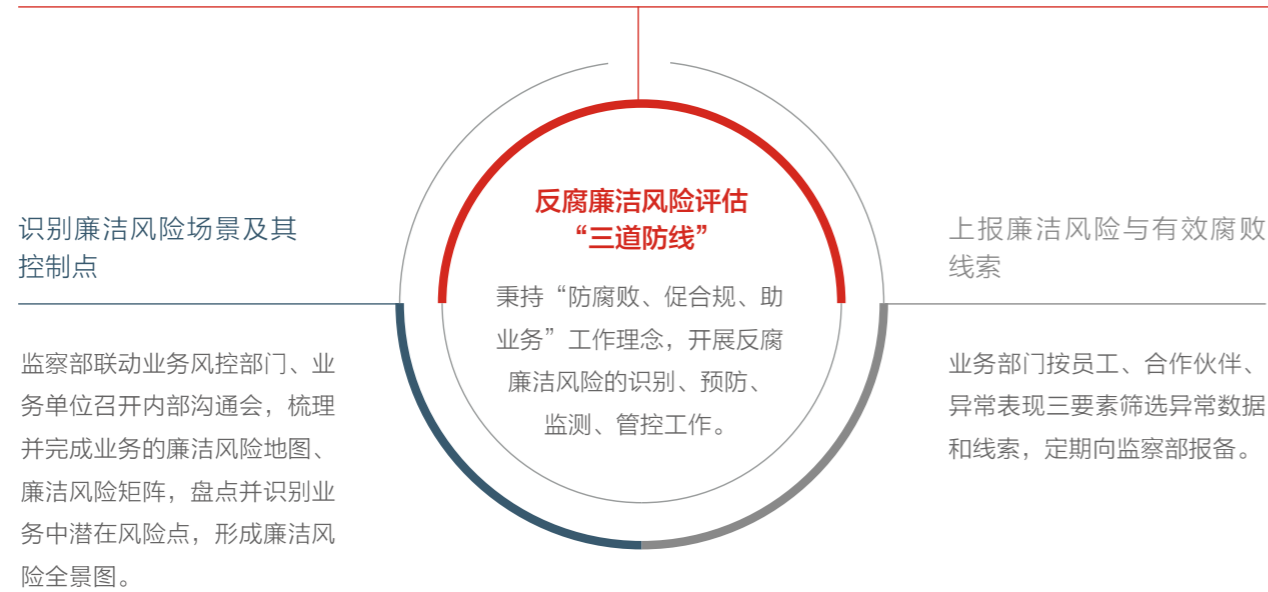 反腐廉洁风险评估
“三道防线”
秉持“防腐败、促合规、助
业务”工作理念，开展反腐
廉洁风险的识别、预防、
监测、管控工作。
识别廉洁风险场景及其
控制点
监察部联动业务风控部门、业
务单位召开内部沟通会，梳理
并完成业务的廉洁风险地图、
廉洁风险矩阵，盘点并识别业
务中潜在风险点，形成廉洁风
险全景图。
上报廉洁风险与有效腐败
线索
业务部门按员工、合作伙伴、
异常表现三要素筛选异常数据
和线索，定期向监察部报备。